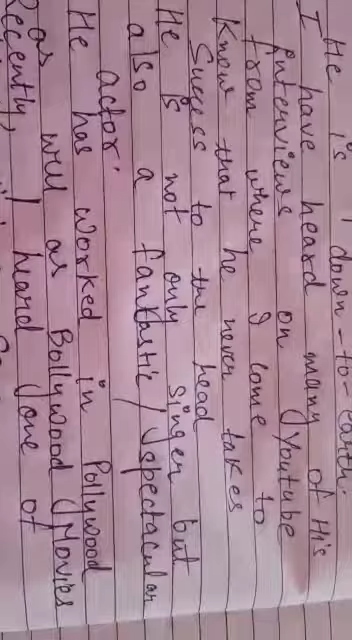 He is down-to-earth.
I have heard many of His
interviews on Youtube
from where I come to
know that he never takes
Success to the head
He is not only singer but
also a fantastic / spectacular
actor.
He has worked in Pollywood
as will as Bollywood Movies
Recently, I heard one of